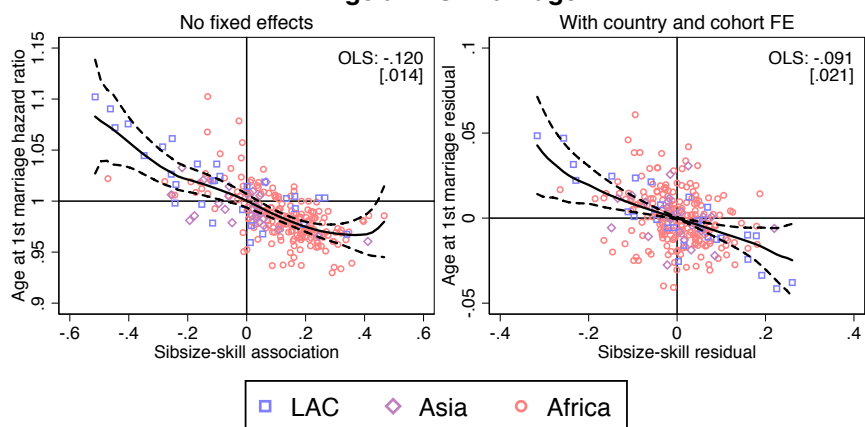 No fixed effects
With country and cohort FE
OLS: -.120
[.014]
OLS: -.091
[.021]
Age at 1st marriage hazard ratio
1.15
1.1
1.05
1
.95
.9
-.6
-.4
-.2
0
.2
.4
.6
Sibsize-skill association
Age at 1st marriage residual
.1
.05
0
-.05
-.4
-.2
0
.2
.4
Sibsize-skill residual
LAC
Asia
Africa